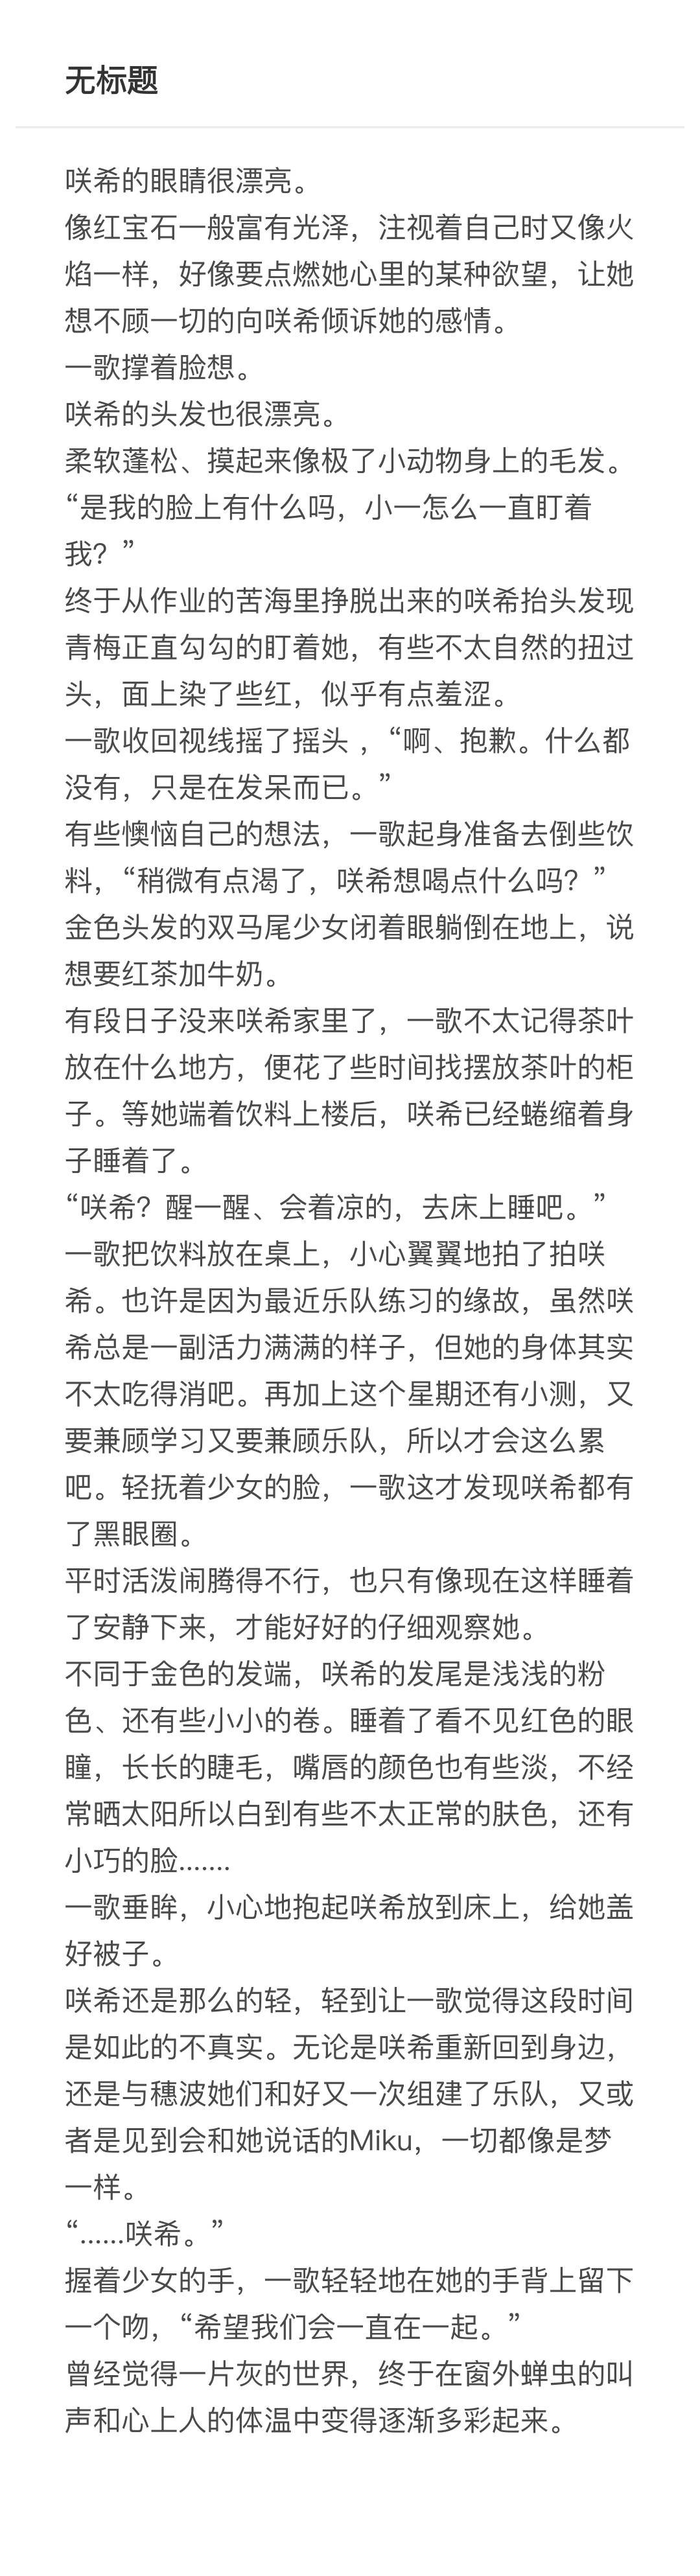 无标题
咲希的眼睛很漂亮。
像红宝石一般富有光泽，注视着自己时又像火
焰一样，好像要点燃她心里的某种欲望，让她
想不顾一切的向咲希倾诉她的感情。
一歌撑着脸想。
咲希的头发也很漂亮。
柔软蓬松、摸起来像极了小动物身上的毛发。
“是我的脸上有什么吗，小一怎么一直盯着
我？”
终于从作业的苦海里挣脱出来的咲希抬头发现
青梅正直勾勾的盯着她，有些不太自然的扭过
头，面上染了些红，似乎有点羞涩。
一歌收回视线摇了摇头 ，“啊、抱歉。什么都
没有，只是在发呆而已。”
有些懊恼自己的想法，一歌起身准备去倒些饮
料，“稍微有点渴了，咲希想喝点什么吗？”
金色头发的双马尾少女闭着眼躺倒在地上，说
想要红茶加牛奶。
有段日子没来咲希家里了，一歌不太记得茶叶
放在什么地方，便花了些时间找摆放茶叶的柜
子。等她端着饮料上楼后，咲希已经蜷缩着身
子睡着了。
“咲希？醒一醒、会着凉的，去床上睡吧。”
一歌把饮料放在桌上，小心翼翼地拍了拍咲
希。也许是因为最近乐队练习的缘故，虽然咲
希总是一副活力满满的样子，但她的身体其实
不太吃得消吧。再加上这个星期还有小测，又
要兼顾学习又要兼顾乐队，所以才会这么累
吧。轻抚着少女的脸，一歌这才发现咲希都有
了黑眼圈。
平时活泼闹腾得不行，也只有像现在这样睡着
了安静下来，才能好好的仔细观察她。
不同于金色的发端，咲希的发尾是浅浅的粉
色、还有些小小的卷。睡着了看不见红色的眼
瞳，长长的睫毛，嘴唇的颜色也有些淡，不经
常晒太阳所以白到有些不太正常的肤色，还有
小巧的脸.......
一歌垂眸，小心地抱起咲希放到床上，给她盖
好被子。
咲希还是那么的轻，轻到让一歌觉得这段时间
是如此的不真实。无论是咲希重新回到身边，
还是与穗波她们和好又一次组建了乐队，又或
者是见到会和她说话的Miku，一切都像是梦
一样。
“......咲希。”
握着少女的手，一歌轻轻地在她的手背上留下
一个吻，“希望我们会一直在一起。”
曾经觉得一片灰的世界，终于在窗外蝉虫的叫
声和心上人的体温中变得逐渐多彩起来。